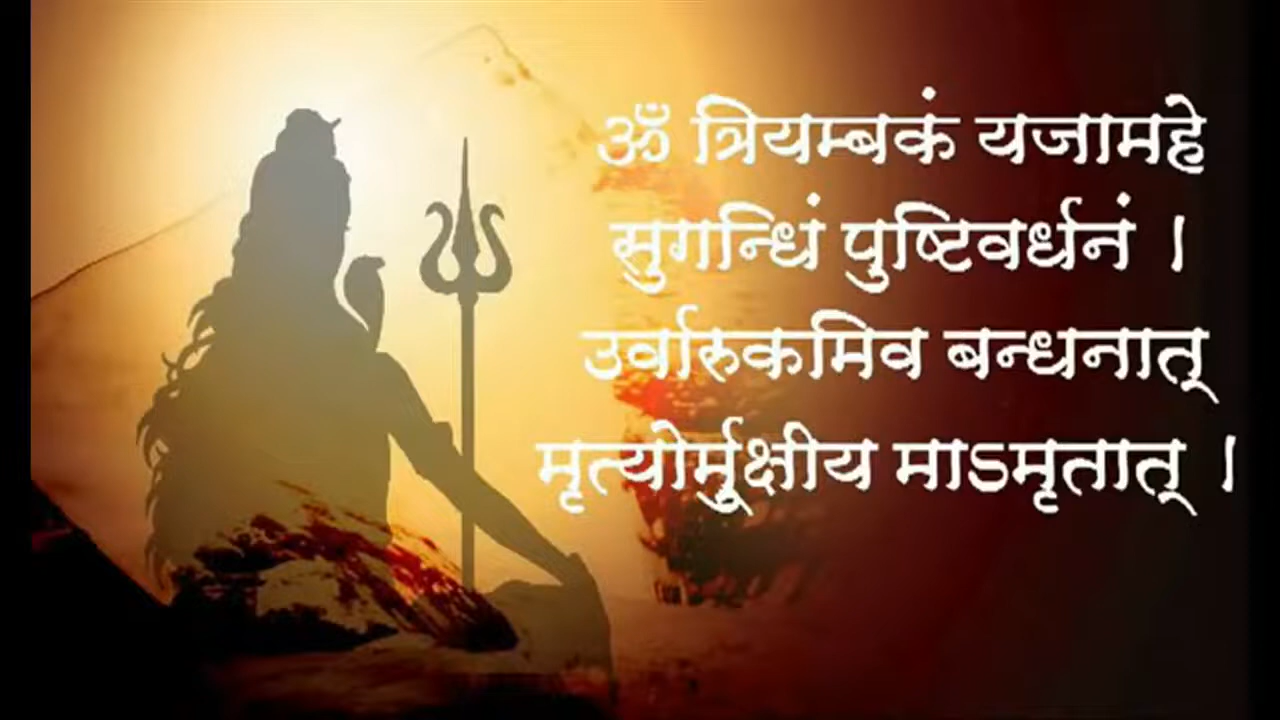 ॐ त्रियम्बकं यजामहे
सुगन्धिं पुष्टिवर्धनं ।
उर्वारुकमिव बन्धनात्
मृत्योर्मुक्षीय माऽमृतात् ।